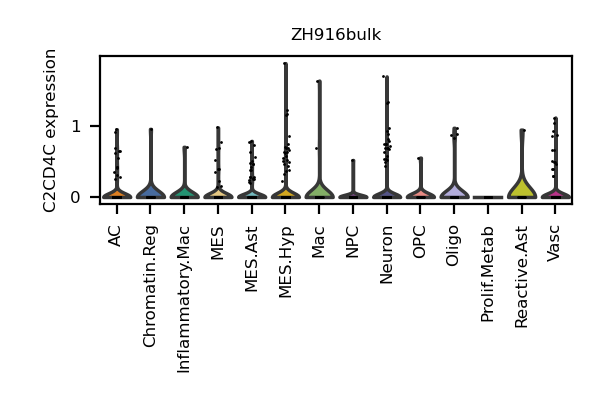 ZH916bulk
C2CD4C expression
1
0
AC
Chromatin.Reg
Inflammatory.Mac
MES
MES.Ast
MES.Hyp
Mac
NPC
Neuron
OPC
Oligo
Prolif.Metab
Reactive.Ast
Vasc